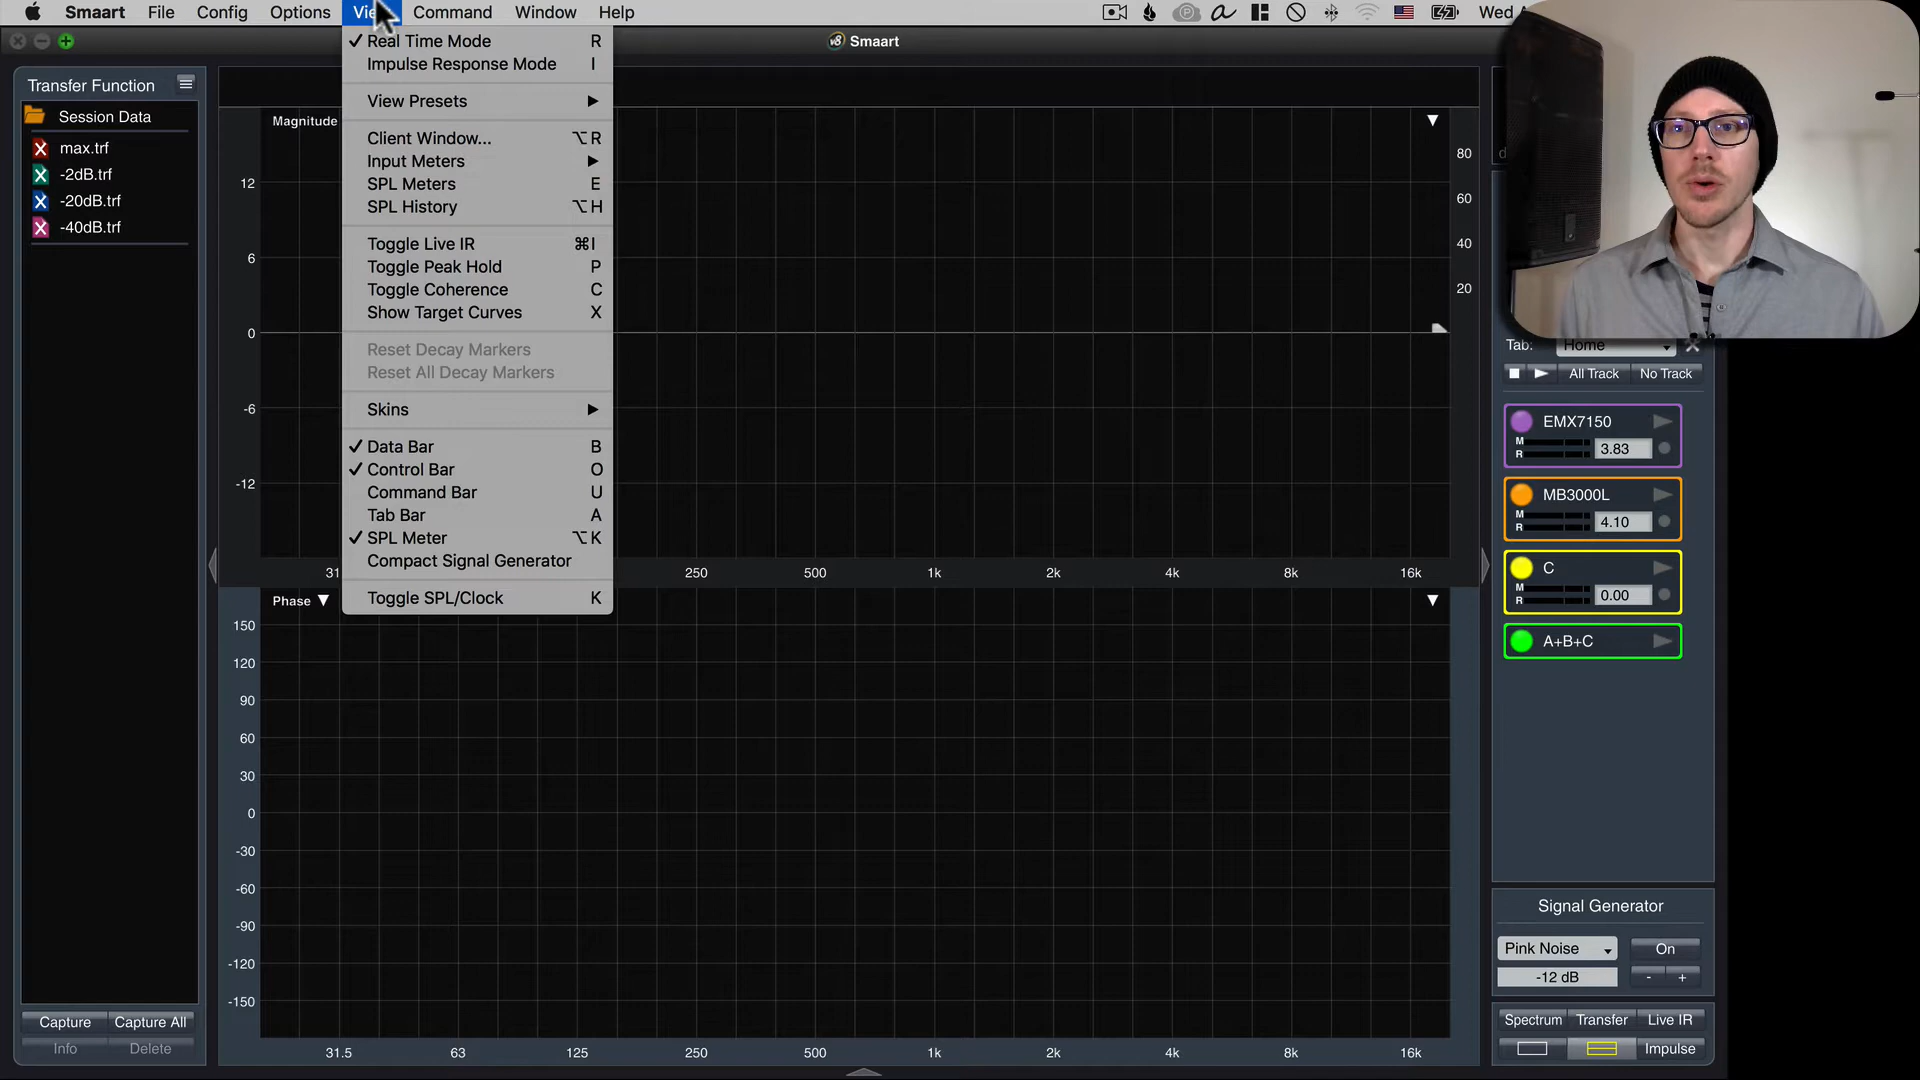 Smaart File Config Options Vie Command Window Help Wed A
v8 Smaart
Transfer Function
Session Data
max.trf
-2dB.trf
-20dB.trf
-40dB.trf
Capture Capture All
Info Delete
Real Time Mode R
Impulse Response Mode I
View Presets
Client Window... ⌥ R
Input Meters
SPL Meters E
SPL History ⌥ H
Toggle Live IR ⌘I
Toggle Peak Hold P
Toggle Coherence C
Show Target Curves X
Reset Decay Markers
Reset All Decay Markers
Skins
Data Bar B
Control Bar O
Command Bar U
Tab Bar A
SPL Meter ⌥ K
Compact Signal Generator
Toggle SPL/Clock K
Magnitude
12
6
0
-6
-12
80
60
40
20
31 250 500 1k 2k 4k 8k 16k
Phase
150
120
90
60
30
0
-30
-60
-90
-120
-150
31.5 63 125 250 500 1k 2k 4k 8k 16k
d
Tab: Home
All Track No Track
EMX7150
M
R 3.83
MB3000L
M
R 4.10
C
M
R 0.00
A+B+C
Signal Generator
Pink Noise On
-12 dB - +
Spectrum Transfer Live IR
Impulse